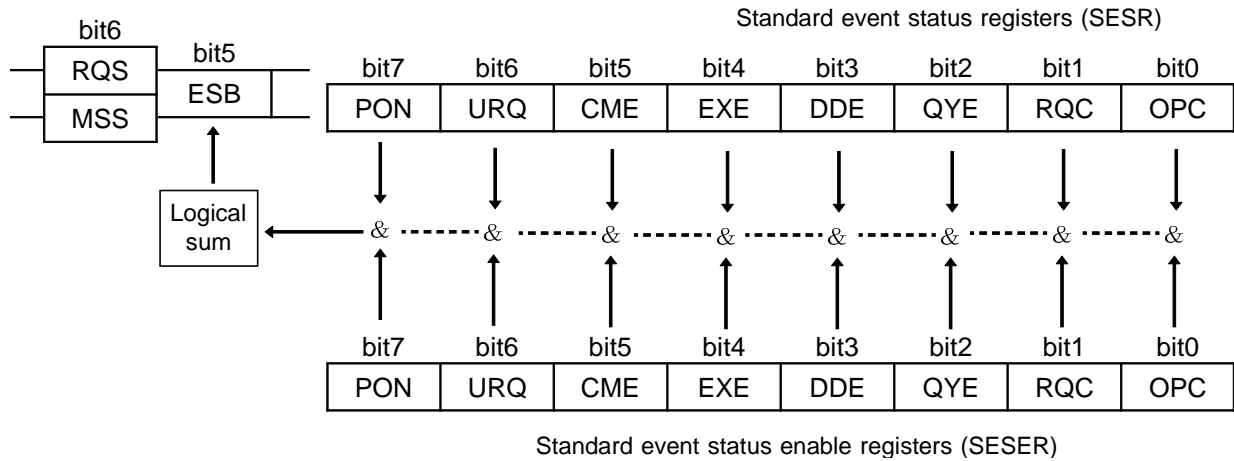 Standard event status registers (SESR)
bit6
bit5
bit7 bit6 bit5 bit4 bit3 bit2 bit1 bit0
RQS
MSS
ESB
PON URQ CME EXE DDE QYE RQC OPC
Logical
sum
& & & & & & & &
bit7 bit6 bit5 bit4 bit3 bit2 bit1 bit0
PON URQ CME EXE DDE QYE RQC OPC
Standard event status enable registers (SESER)